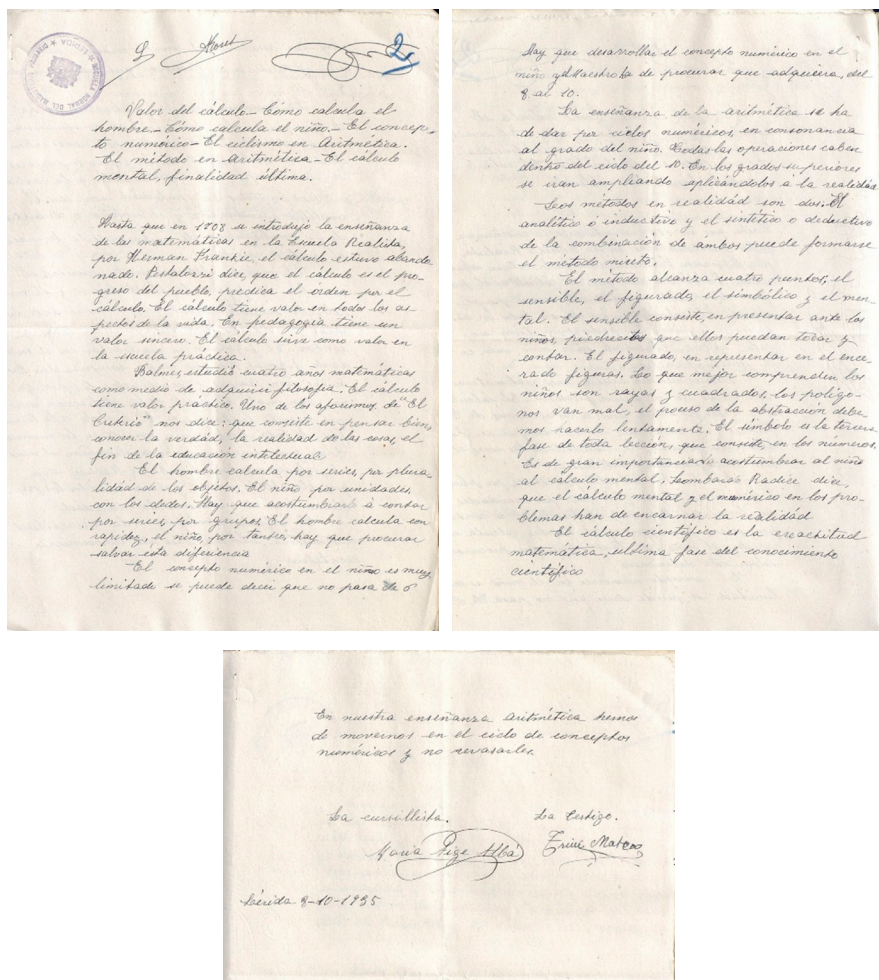 2
Valor del cálculo - Cómo calcula el
hombre. - Cómo calcula el niño. - El concep-
to numérico - El ciclismo en Aritmética.
El método en aritmética - El cálculo
mental, finalidad última.
Hasta que en 1708 se introdujo la enseñanza
de las matemáticas en la Escuela Realista,
por Herman Frankie, el cálculo estuvo abando
nado. Pestalozzi dice, que el cálculo es el pro-
greso del pueblo, predica el orden por el
cálculo. El cálculo tiene valor en todos los as-
pectos de la vida. En pedagogía tiene un
valor sincero. El cálculo sirve como valor en
la escuela práctica.
Balmes, estudió cuatro años matemáticas
como medio de adquirir filosofía. El cálculo
tiene valor práctico. Uno de los aforismos, de "El
Criterio" nos dice: que consiste en pensar bien,
conocer la verdad, la realidad de las cosas, el
fin de la educación intelectual
El hombre calcula por series, por plura-
lidad de los objetos. El niño por unidades,
con los dedos. Hay que acostumbrarle á contar
por series, por grupos. El hombre calcula con
rapidez, el niño, por tanteo, hay que procurar
salvar esta diferencia
El concepto numérico en el niño es muy
limitado se puede decir que no pasa de 6
Hay que desarrollar el concepto numérico en el
niño y el Maestro ha de procurar que adquiera, del
8 al 10.
La enseñanza de la aritmética se ha
de dar por ciclos numéricos, en consonancia
al grado del niño. Todas las operaciones caben
dentro del ciclo del 10. En los grados superiores
se irán ampliando aplicándolos á la realidad
Los métodos en realidad son dos. El
analítico ó inductivo y el sintético o deductivo
de la combinación de ámbos puede formarse
el método mixto.
El método alcanza cuatro puntos; el
sensible, el figurado, el simbólico y el men-
tal. El sensible consiste, en presentar ante los
niños, piedrecitas que ellos puedan tocar y
contar. El figurado, en representar en el ence-
rado figuras. Lo que mejor comprenden los
niños son rayas y cuadrados, los polígo-
nos van mal, el proceso de la abstracción debe
mos hacerlo lentamente. El símbolo es la tercera
fase de toda lección, que consiste, en los números.
Es de gran importancia acostumbrar al niño
al cálculo mental. Lombardo Radice dice,
que el cálculo mental y el numérico en los pro-
blemas han de encarnar la realidad
El cálculo científico es la exactitud
matemática, ultima fase del conocimiento
científico
En nuestra enseñanza aritmética hemos
de movernos en el ciclo de conceptos
numéricos y no revasarles.
La cursillista. La Testigo.
María Pige Albá Trini Mateos
Lérida 8-10-1935